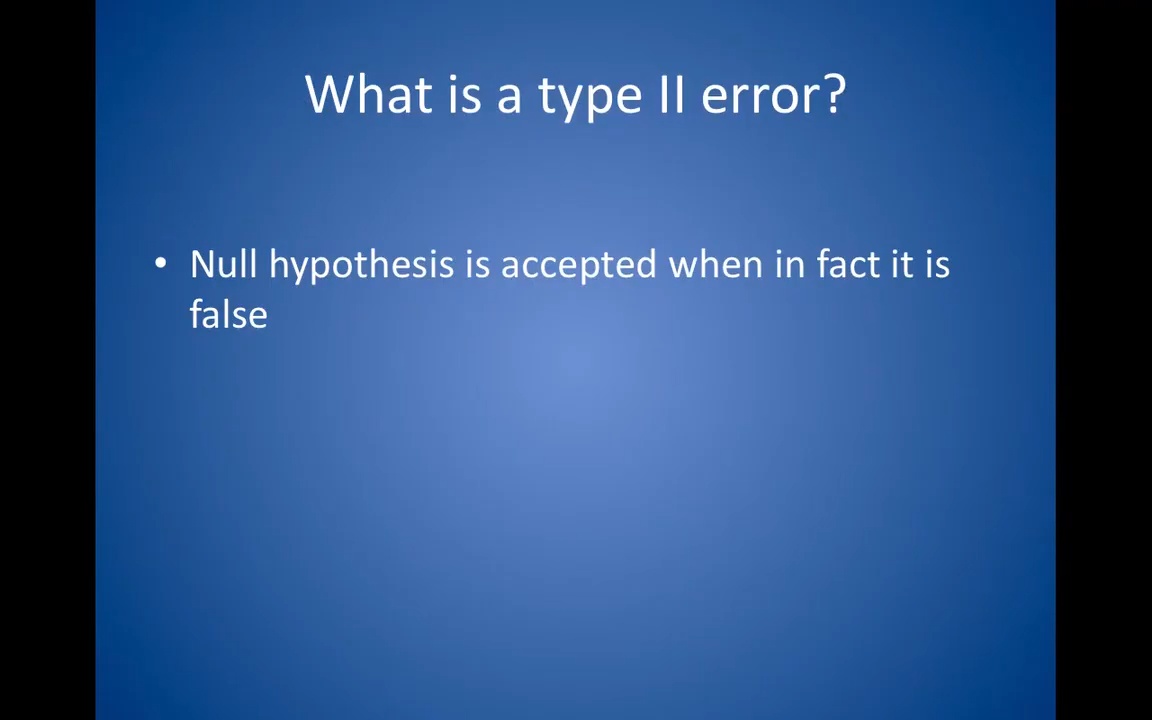 What is a type II error?
• Null hypothesis is accepted when in fact it is
false